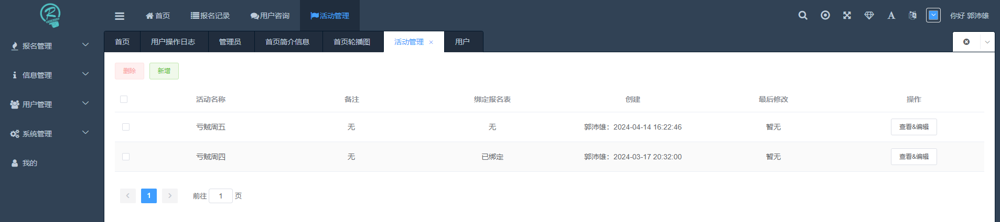 首页 报名记录 用户咨询 活动管理 A 你好 郭沛雄
报名管理
信息管理
用户管理
系统管理
我的
首页 用户操作日志 管理员 首页简介信息 首页轮播图 活动管理 × 用户
删除 新增
活动名称 备注 绑定报名表 创建 最后修改 操作
亏贼周五 无 无 郭沛雄：2024-04-14 16:22:46 暂无 查看&编辑
亏贼周四 无 已绑定 郭沛雄：2024-03-17 20:32:00 暂无 查看&编辑
< 1 > 前往 1 页